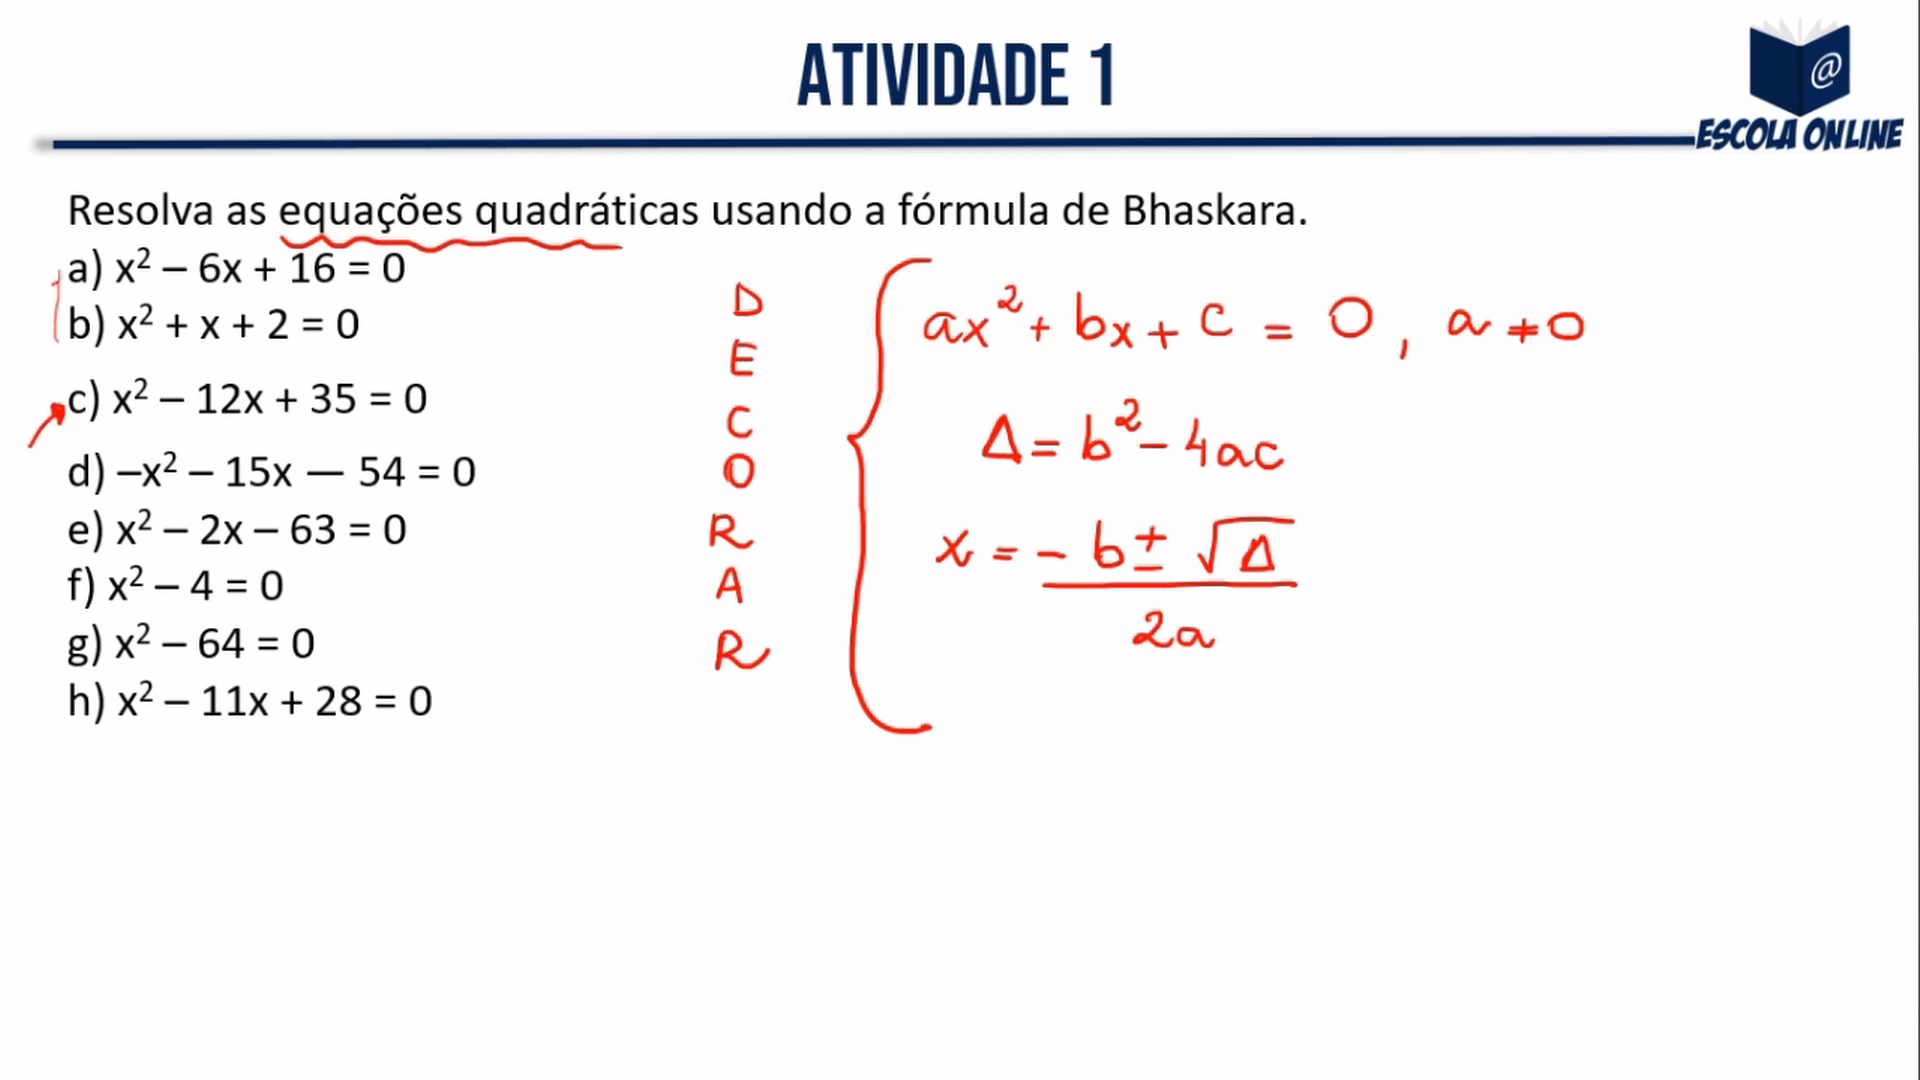 ATIVIDADE 1
@
ESCOLA ONLINE
Resolva as equações quadráticas usando a fórmula de Bhaskara.
a) x² – 6x + 16 = 0
b) x² + x + 2 = 0
c) x² – 12x + 35 = 0
d) –x² – 15x — 54 = 0
e) x² – 2x – 63 = 0
f) x² – 4 = 0
g) x² – 64 = 0
h) x² – 11x + 28 = 0
D
E
C
O
R
A
R
ax² + bx + c = 0, a ≠ 0
Δ = b² – 4ac
x = – b ± √Δ
2a